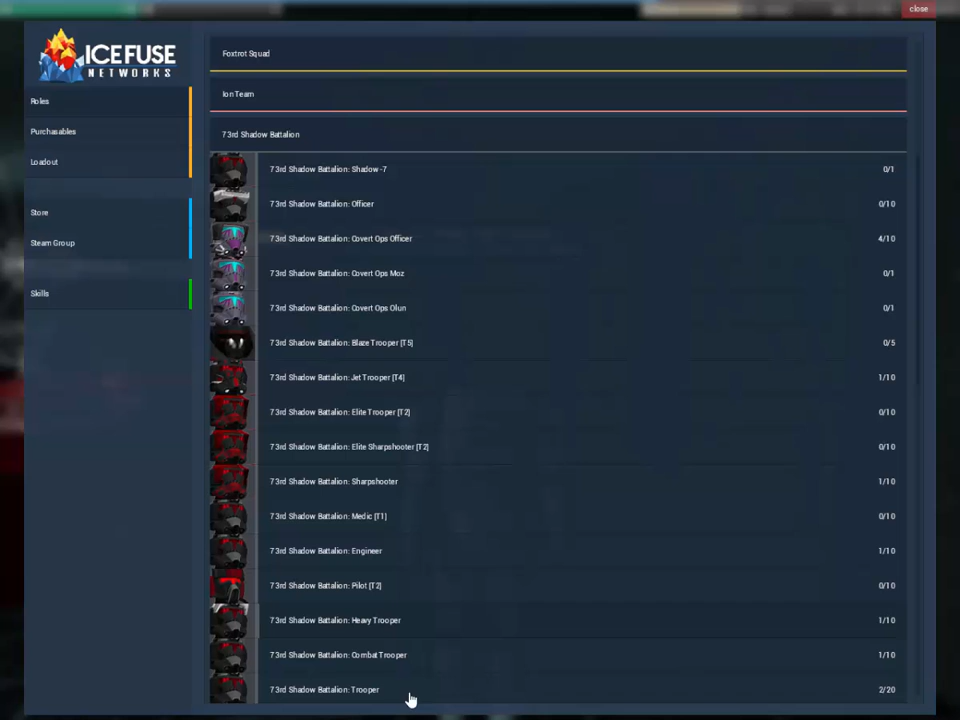 close
ICEFUSE
NETWORKS
Roles
Purchasables
Loadout
Store
Steam Group
Skills
Foxtrot Squad
Ion Team
73rd Shadow Battalion
73rd Shadow Battalion: Shadow -7 0/1
73rd Shadow Battalion: Officer 0/10
73rd Shadow Battalion: Covert Ops Officer 4/10
73rd Shadow Battalion: Covert Ops Moz 0/1
73rd Shadow Battalion: Covert Ops Olun 0/1
73rd Shadow Battalion: Blaze Trooper [T5] 0/5
73rd Shadow Battalion: Jet Trooper [T4] 1/10
73rd Shadow Battalion: Elite Trooper [T2] 0/10
73rd Shadow Battalion: Elite Sharpshooter [T2] 0/10
73rd Shadow Battalion: Sharpshooter 1/10
73rd Shadow Battalion: Medic [T1] 0/10
73rd Shadow Battalion: Engineer 1/10
73rd Shadow Battalion: Pilot [T2] 0/10
73rd Shadow Battalion: Heavy Trooper 1/10
73rd Shadow Battalion: Combat Trooper 1/10
73rd Shadow Battalion: Trooper 2/20